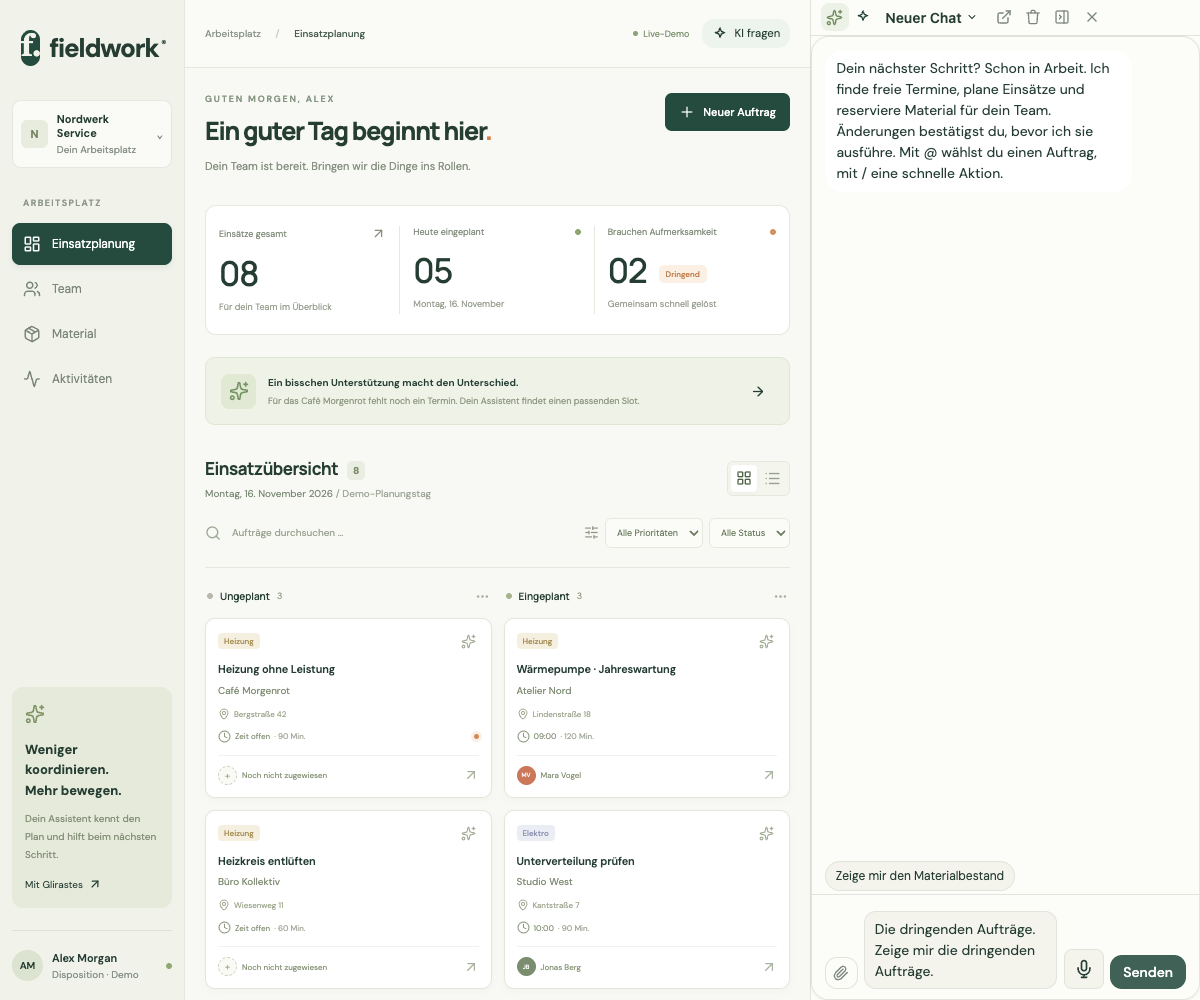 fieldwork
Nordwerk
Service
N
Dein Arbeitsplatz
ARBEITSPLATZ
Einsatzplanung
Team
Material
Aktivitäten
Weniger
koordinieren.
Mehr bewegen.
Dein Assistent kennt den
Plan und hilft beim nächsten
Schritt.
Mit Glirastes
AM
Alex Morgan
Disposition · Demo
Arbeitsplatz / Einsatzplanung
Live-Demo
KI fragen
GUTEN MORGEN, ALEX
Ein guter Tag beginnt hier.
Dein Team ist bereit. Bringen wir die Dinge ins Rollen.
Neuer Auftrag
Einsätze gesamt
08
Für dein Team im Überblick
Heute eingeplant
05
Montag, 16. November
Brauchen Aufmerksamkeit
02 Dringend
Gemeinsam schnell gelöst
Ein bisschen Unterstützung macht den Unterschied.
Für das Café Morgenrot fehlt noch ein Termin. Dein Assistent findet einen passenden Slot.
Einsatzübersicht 8
Montag, 16. November 2026 / Demo-Planungstag
Aufträge durchsuchen …
Alle Prioritäten
Alle Status
Ungeplant 3
Heizung
Heizung ohne Leistung
Café Morgenrot
Bergstraße 42
Zeit offen · 90 Min.
+ Noch nicht zugewiesen
Heizung
Heizkreis entlüften
Büro Kollektiv
Wiesenweg 11
Zeit offen · 60 Min.
+ Noch nicht zugewiesen
Eingeplant 3
Heizung
Wärmepumpe · Jahreswartung
Atelier Nord
Lindenstraße 18
09:00 · 120 Min.
MV Mara Vogel
Elektro
Unterverteilung prüfen
Studio West
Kantstraße 7
10:00 · 90 Min.
JB Jonas Berg
Neuer Chat
Dein nächster Schritt? Schon in Arbeit. Ich
finde freie Termine, plane Einsätze und
reserviere Material für dein Team.
Änderungen bestätigst du, bevor ich sie
ausführe. Mit @ wählst du einen Auftrag,
mit / eine schnelle Aktion.
Zeige mir den Materialbestand
Die dringenden Aufträge.
Zeige mir die dringenden
Aufträge.
Senden